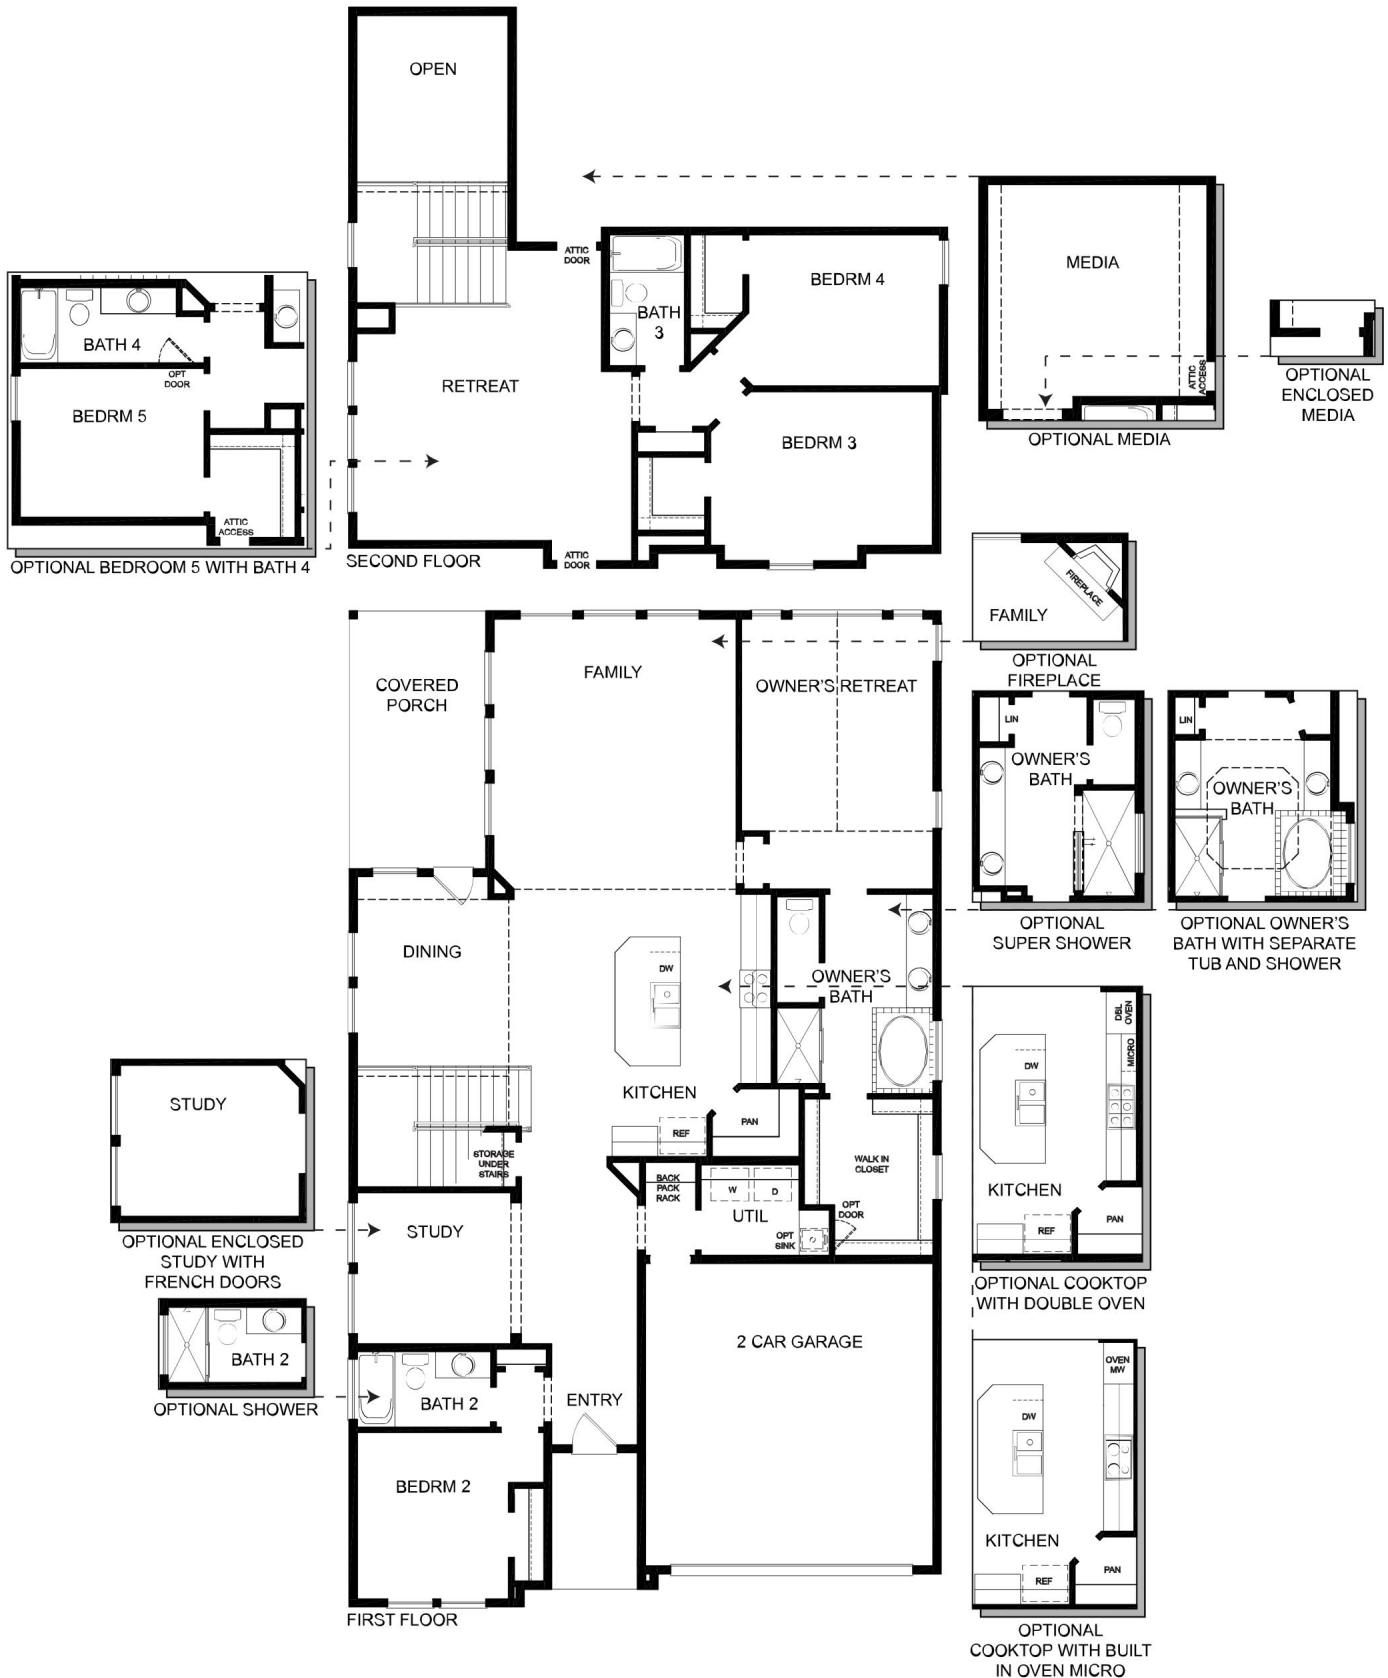 OPEN
ATTIC
DOOR
BEDRM 4
BATH
3
RETREAT
BEDRM 3
ATTIC
DOOR
SECOND FLOOR
BATH 4
OPT
DOOR
BEDRM 5
ATTIC
ACCESS
OPTIONAL BEDROOM 5 WITH BATH 4
MEDIA
ATTIC
ACCESS
OPTIONAL MEDIA
OPTIONAL
ENCLOSED
MEDIA
FIREPLACE
FAMILY
OPTIONAL
FIREPLACE
COVERED
PORCH
FAMILY
OWNER'S RETREAT
LIN
OWNER'S
BATH
OPTIONAL
SUPER SHOWER
LIN
OWNER'S
BATH
OPTIONAL OWNER'S
BATH WITH SEPARATE
TUB AND SHOWER
DINING
DW
OWNER'S
BATH
KITCHEN
REF
PAN
STORAGE
UNDER
STAIRS
BACK
PACK
RACK
W
D
UTIL
OPT
SINK
WALK IN
CLOSET
OPT
DOOR
STUDY
2 CAR GARAGE
BATH 2
ENTRY
BEDRM 2
FIRST FLOOR
STUDY
OPTIONAL ENCLOSED
STUDY WITH
FRENCH DOORS
BATH 2
OPTIONAL SHOWER
DBL
OVEN
MICRO
DW
KITCHEN
REF
PAN
OPTIONAL COOKTOP
WITH DOUBLE OVEN
OVEN
MW
DW
KITCHEN
REF
PAN
OPTIONAL
COOKTOP WITH BUILT
IN OVEN MICRO